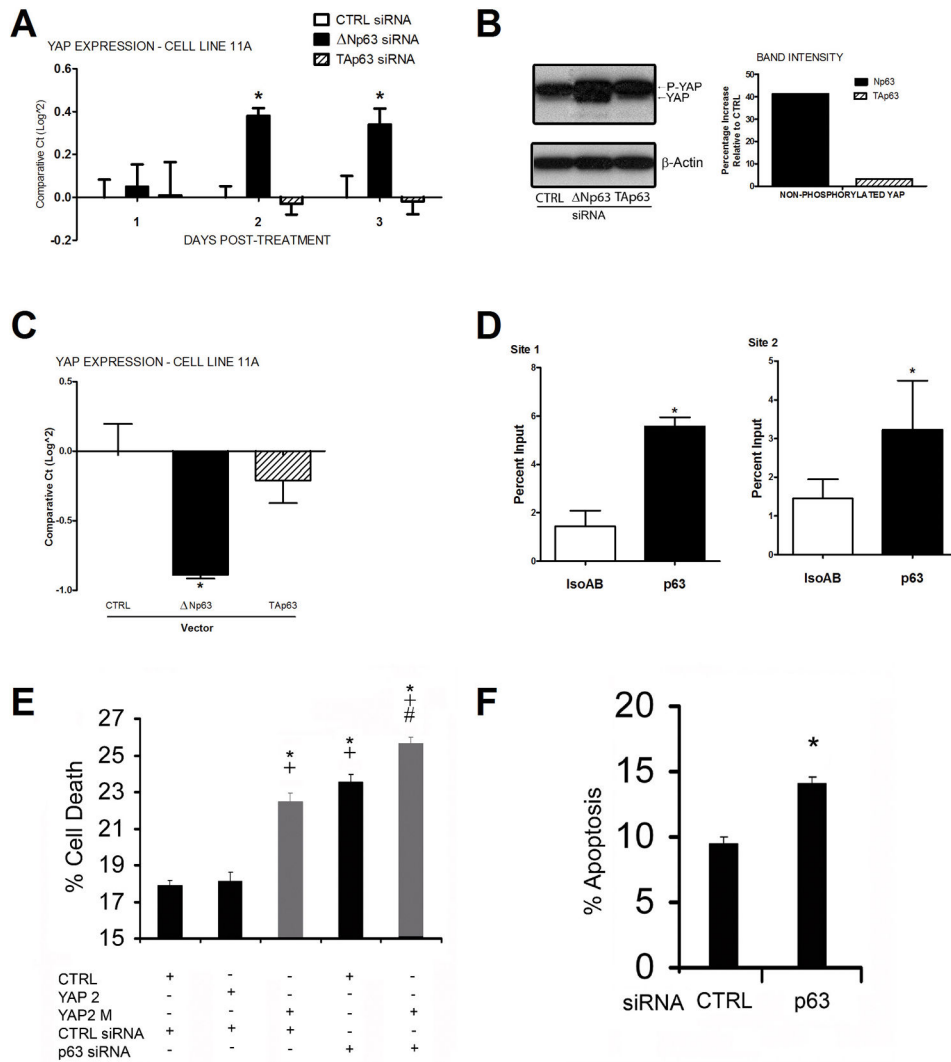 A
CTRL siRNA
ΔNp63 siRNA
TAp63 siRNA
YAP EXPRESSION - CELL LINE 11A
Comparative Ct (Log^2)
0.6
0.4
0.2
0.0
-0.2
* *
1 2 3
DAYS POST-TREATMENT
B
P-YAP
YAP
β-Actin
CTRL ΔNp63 TAp63
siRNA
BAND INTENSITY
Np63
TAp63
Percentage Increase
Relative to CTRL
50
40
30
20
10
0
NON-PHOSPHORYLATED YAP
C
YAP EXPRESSION - CELL LINE 11A
Comparative Ct (Log^2)
0.5
0.0
-0.5
-1.0
*
CTRL ΔNp63 TAp63
Vector
D
Site 1
Percent Input
8
6
4
2
0
*
IsoAB p63
Site 2
Percent Input
5
4
3
2
1
0
*
IsoAB p63
E
% Cell Death
27
25
23
21
19
17
15
* + * + * + #
CTRL + - - + -
YAP 2 - + - - -
YAP2 M - - + - +
CTRL siRNA + + + - -
p63 siRNA - - - + +
F
% Apoptosis
20
15
10
5
0
*
siRNA CTRL p63